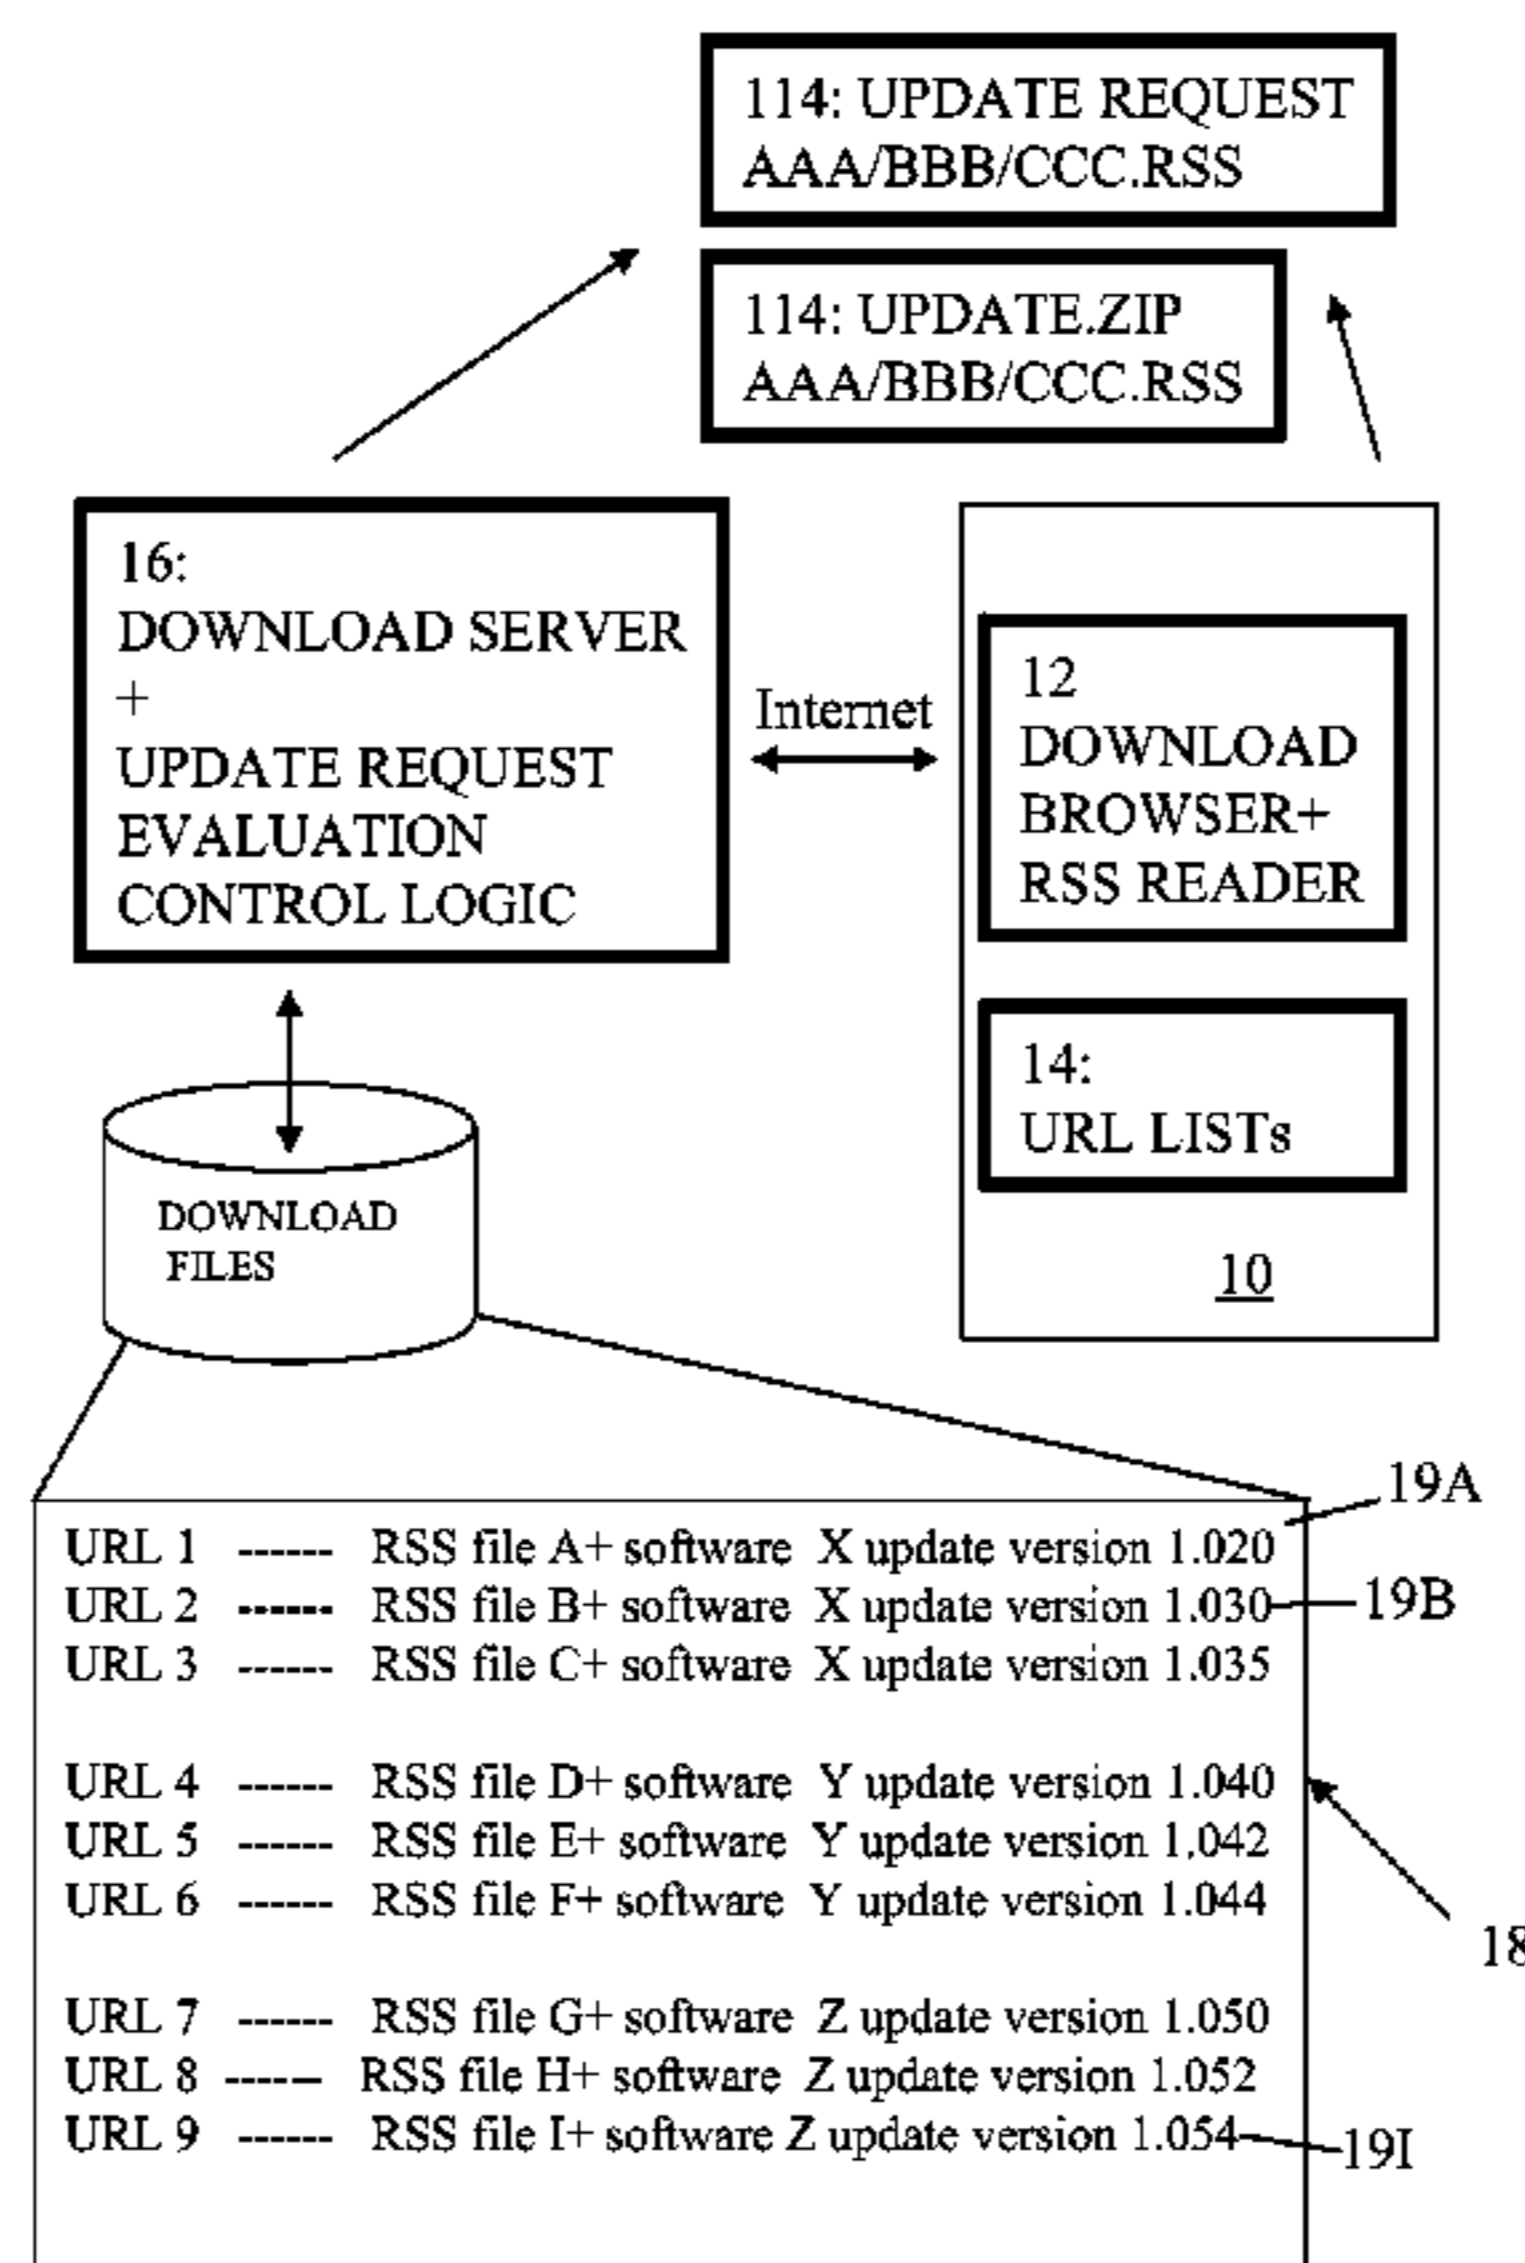 114: UPDATE REQUEST
AAA/BBB/CCC.RSS
114: UPDATE.ZIP
AAA/BBB/CCC.RSS
16:
DOWNLOAD SERVER
+
UPDATE REQUEST
EVALUATION
CONTROL LOGIC
Internet
12
DOWNLOAD
BROWSER+
RSS READER
14:
URL LISTs
10
DOWNLOAD
FILES
19A
URL 1 ------ RSS file A+ software X update version 1.020
URL 2 ------ RSS file B+ software X update version 1.030
19B
URL 3 ------ RSS file C+ software X update version 1.035
URL 4 ------ RSS file D+ software Y update version 1.040
URL 5 ------ RSS file E+ software Y update version 1.042
URL 6 ------ RSS file F+ software Y update version 1.044
18
URL 7 ------ RSS file G+ software Z update version 1.050
URL 8 ------ RSS file H+ software Z update version 1.052
URL 9 ------ RSS file I+ software Z update version 1.054
19I